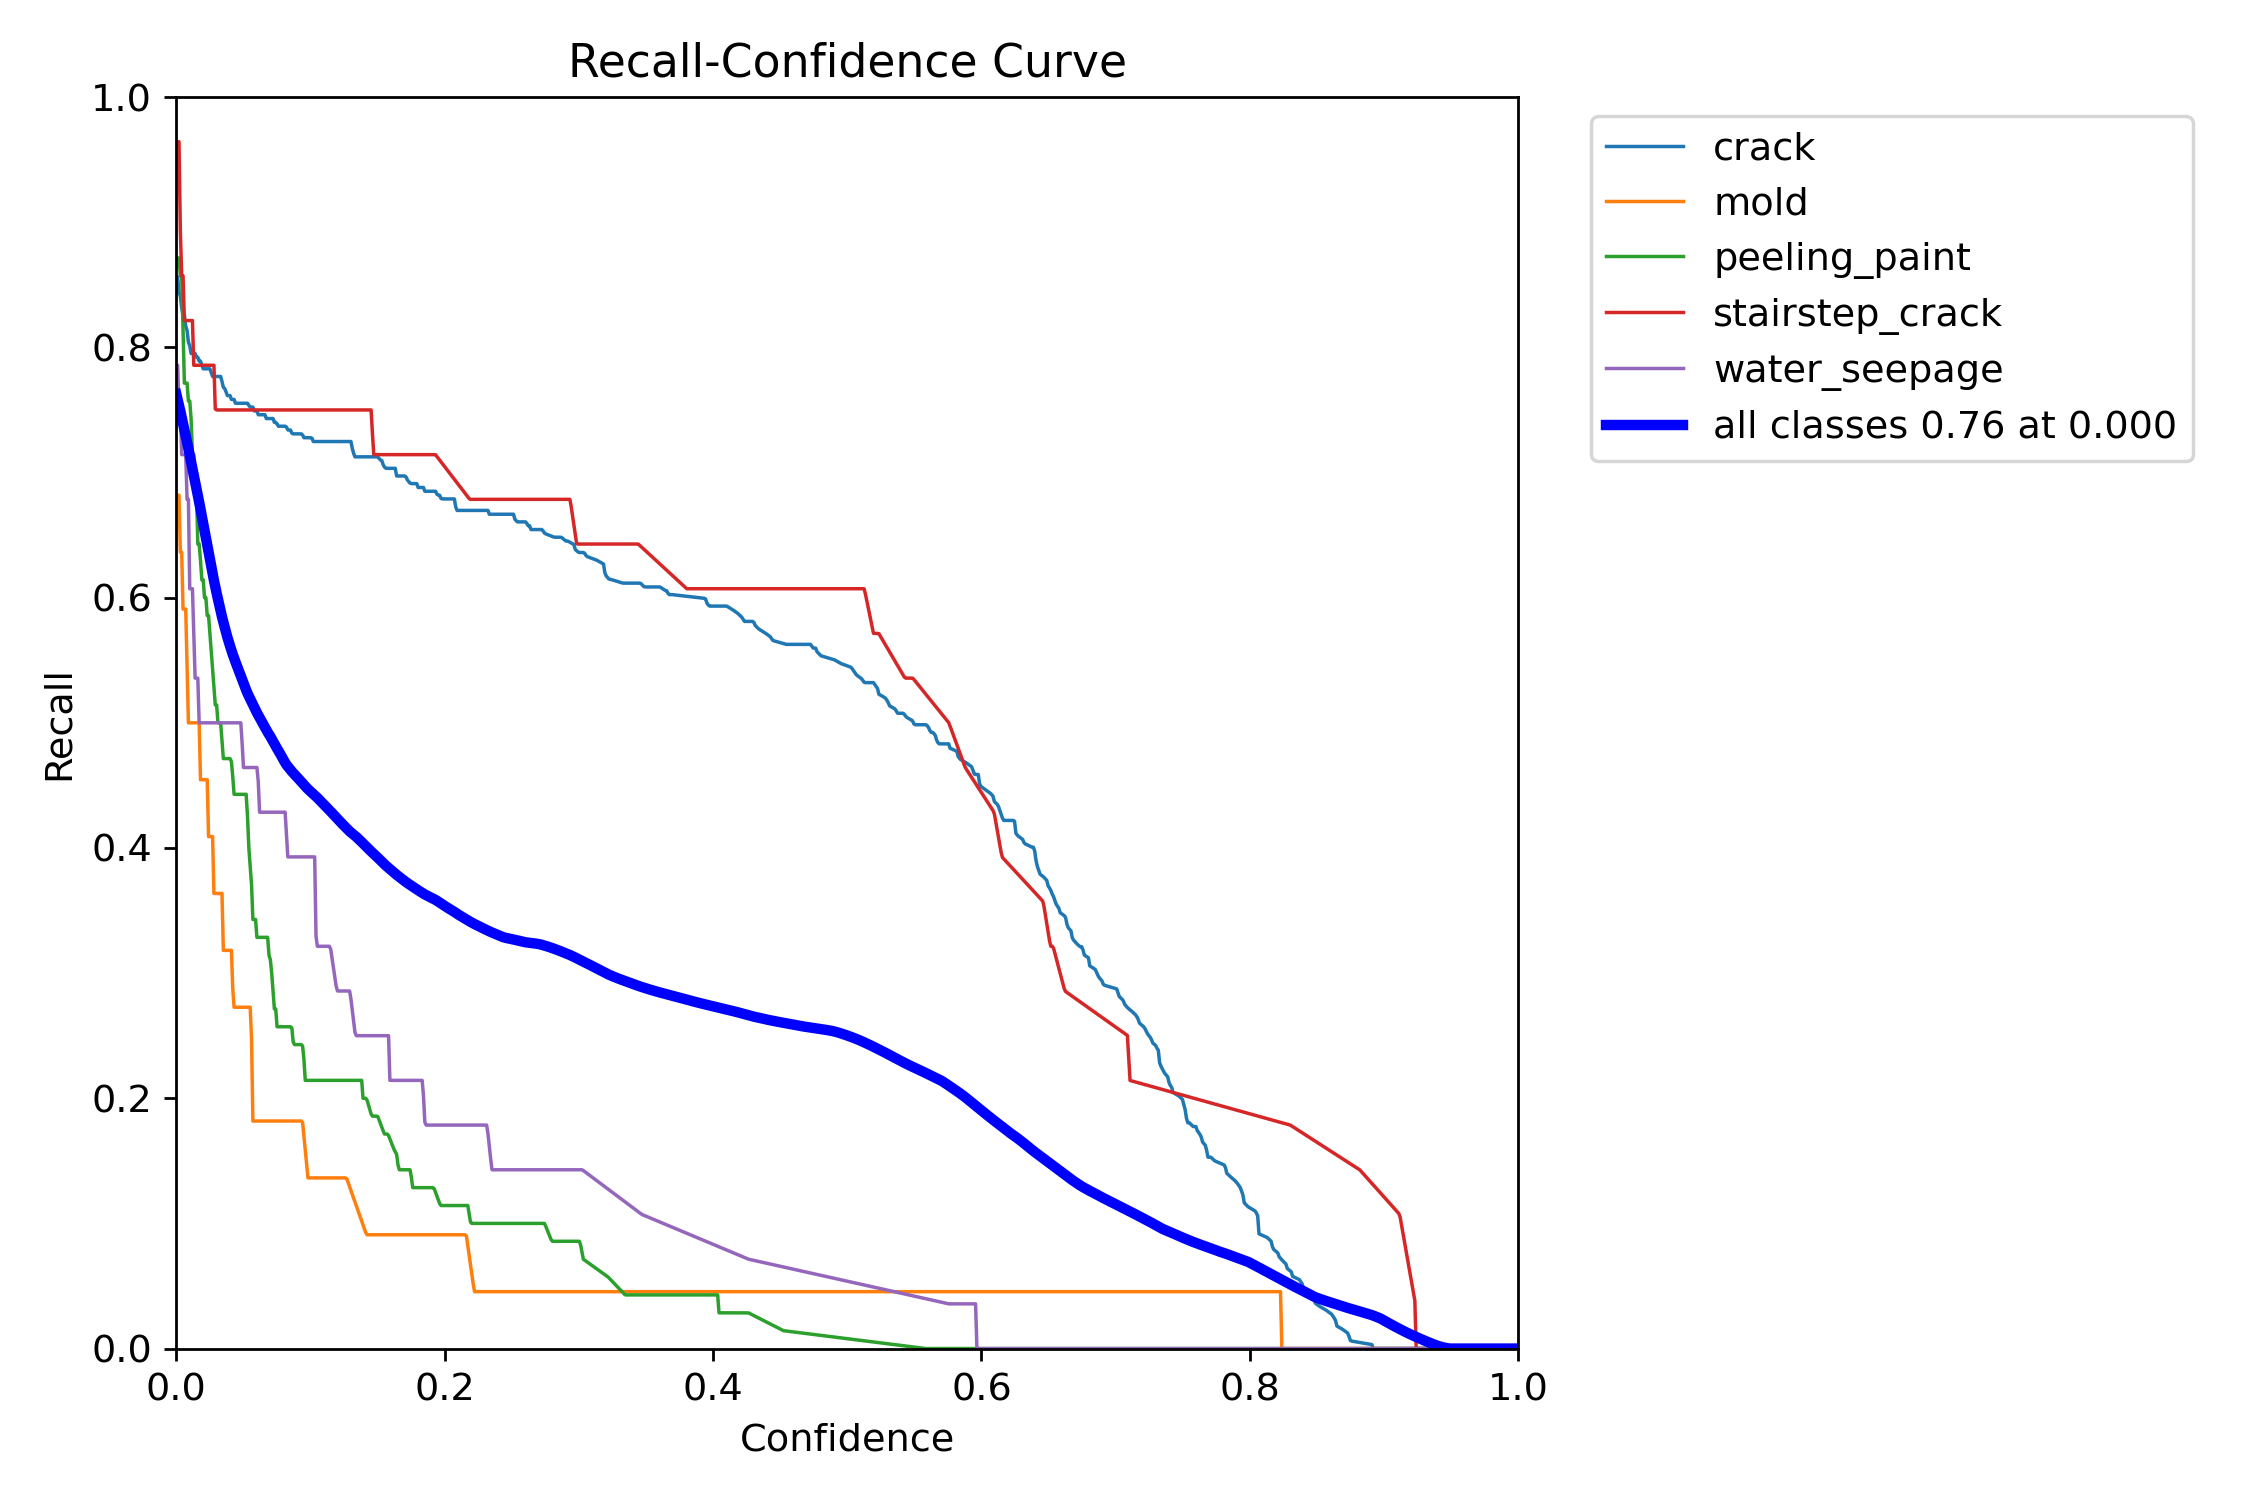 Recall-Confidence Curve
1.0
0.8
0.6
0.4
0.2
0.0
Recall
0.0 0.2 0.4 0.6 0.8 1.0
Confidence
crack
mold
peeling_paint
stairstep_crack
water_seepage
all classes 0.76 at 0.000